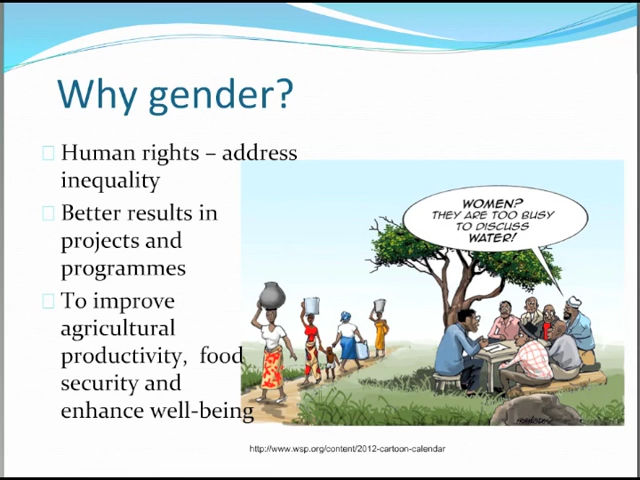 Why gender?
Human rights – address
inequality
Better results in
projects and
programmes
To improve
agricultural
productivity, food
security and
enhance well-being
WOMEN?
THEY ARE TOO BUSY
TO DISCUSS
WATER!
http://www.wsp.org/content/2012-cartoon-calendar